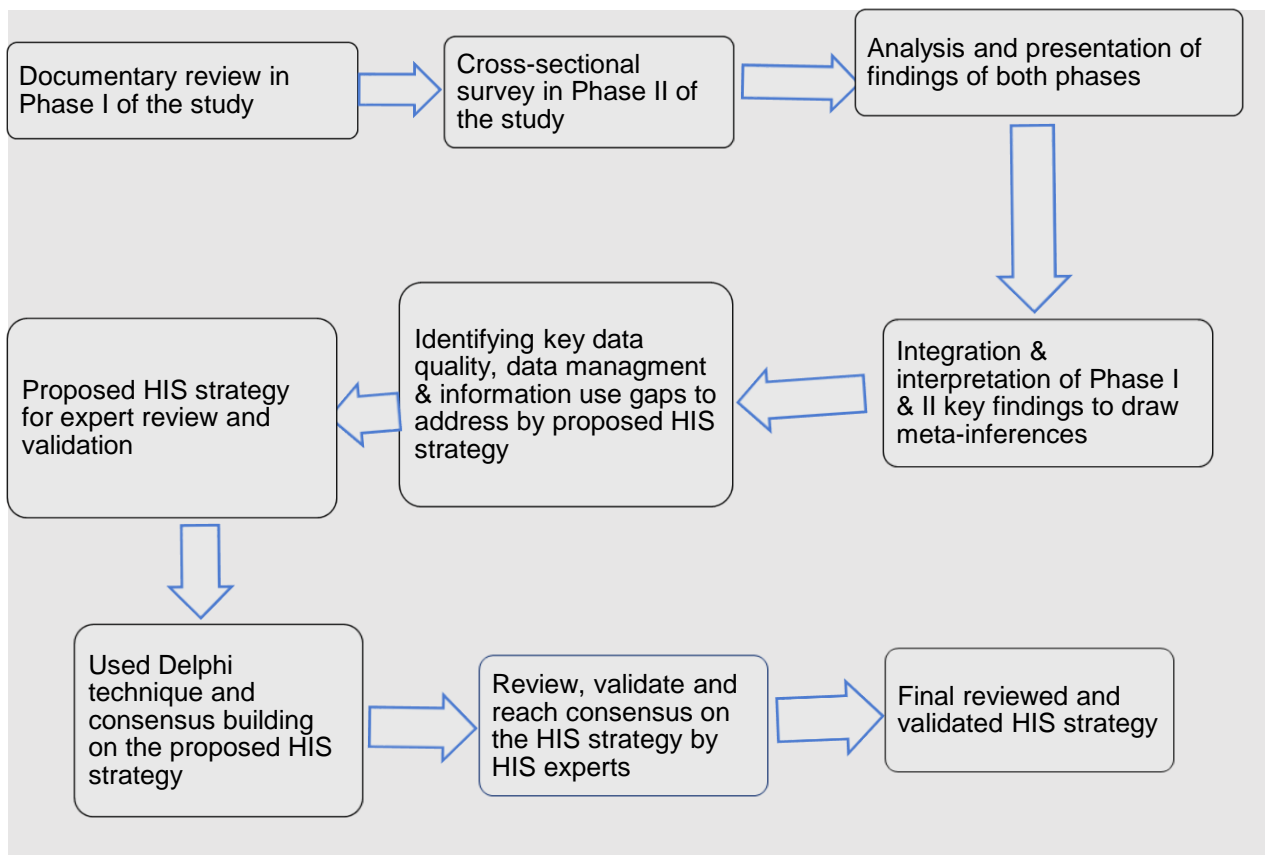 Documentary review in
Phase I of the study
Cross-sectional
survey in Phase II of
the study
Analysis and presentation of
findings of both phases
Integration &
interpretation of Phase I
& II key findings to draw
meta-inferences
Identifying key data
quality, data managment
& information use gaps to
address by proposed HIS
strategy
Proposed HIS strategy
for expert review and
validation
Used Delphi
technique and
consensus building
on the proposed HIS
strategy
Review, validate and
reach consensus on
the HIS strategy by
HIS experts
Final reviewed and
validated HIS strategy